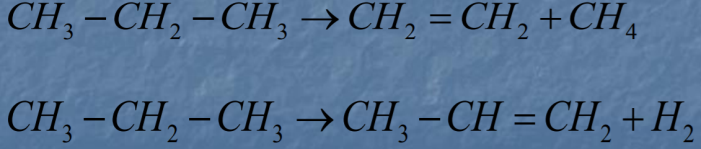 CH₃ − CH₂ − CH₃ → CH₂ = CH₂ + CH₄
CH₃ − CH₂ − CH₃ → CH₃ − CH = CH₂ + H₂